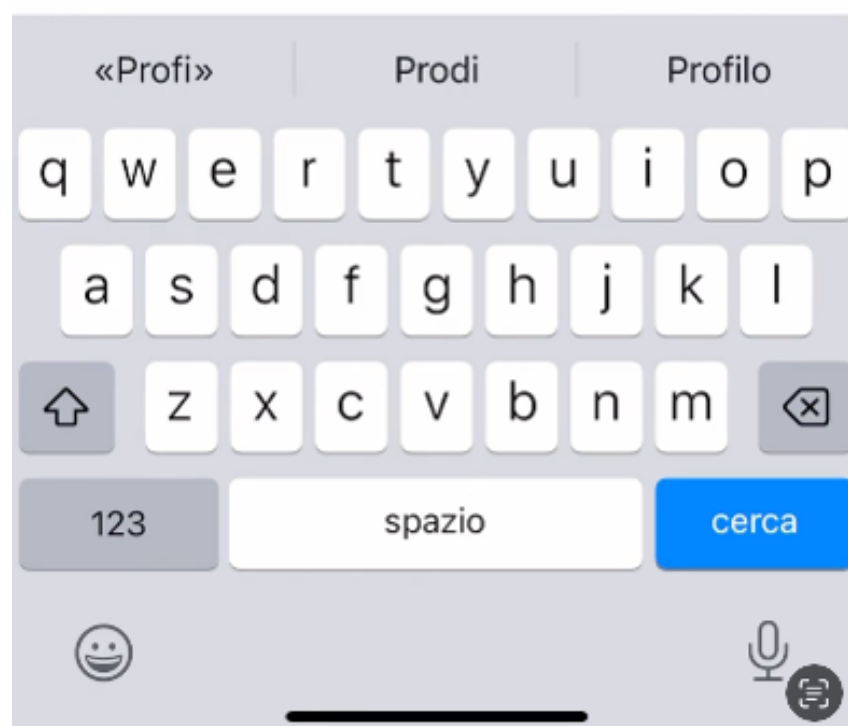 «Profi» Prodi Profilo
q w e r t y u i o p
a s d f g h j k l
z x c v b n m
123 spazio cerca